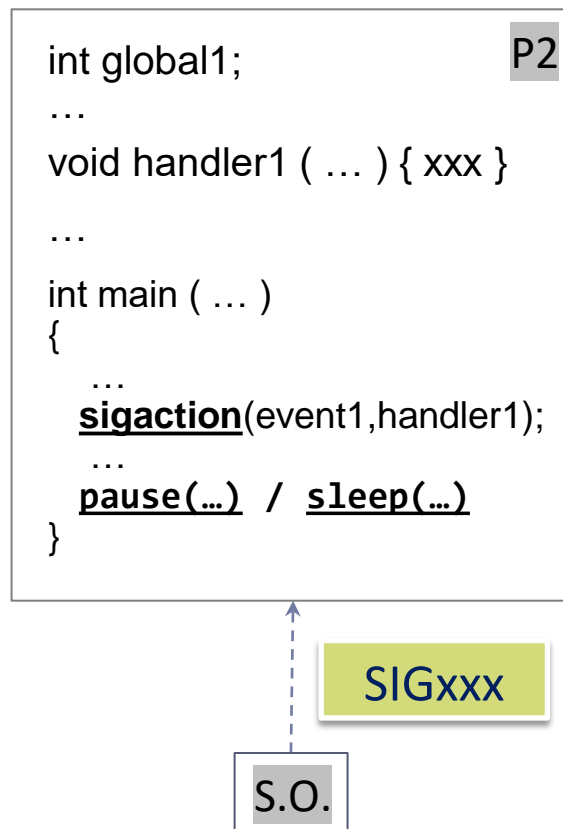 int global1;
P2
…
void handler1 ( … ) { xxx }
…
int main ( … )
{
…
sigaction(event1,handler1);
…
pause(…) / sleep(…)
}
SIGxxx
S.O.